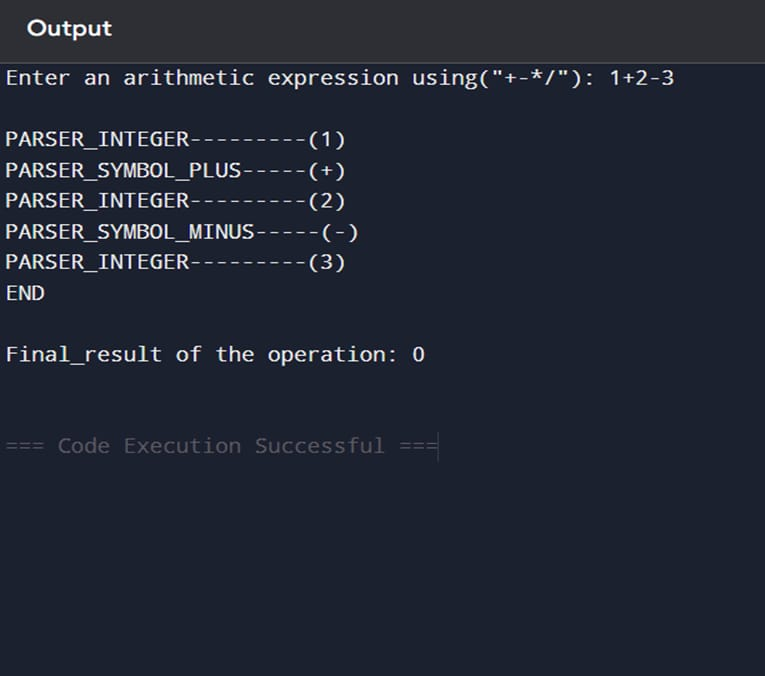 Output
Enter an arithmetic expression using("+-*/"): 1+2-3
PARSER_INTEGER---------(1)
PARSER_SYMBOL_PLUS-----(+)
PARSER_INTEGER---------(2)
PARSER_SYMBOL_MINUS-----(-)
PARSER_INTEGER---------(3)
END
Final_result of the operation: 0
=== Code Execution Successful ===